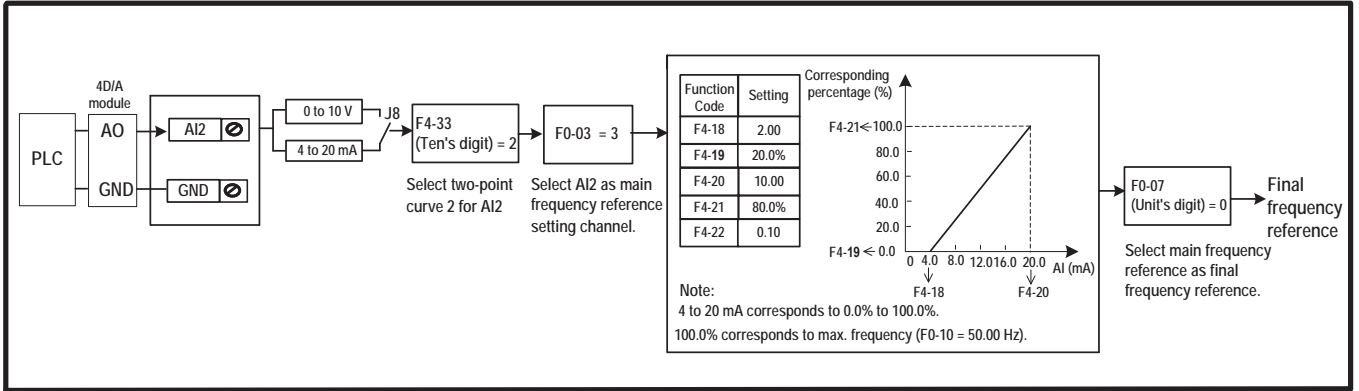 4D/A
module
PLC
AO
GND
AI2
GND
0 to 10 V
4 to 20 mA
J8
F4-33
(Ten's digit) = 2
Select two-point
curve 2 for AI2
F0-03 = 3
Select AI2 as main
frequency reference
setting channel.
Function Code Setting
F4-18 2.00
F4-19 20.0%
F4-20 10.00
F4-21 80.0%
F4-22 0.10
Corresponding
percentage (%)
F4-21 100.0
80.0
60.0
40.0
20.0
F4-19 0.0
0 4.0 8.0 12.0 16.0 20.0 AI (mA)
F4-18 F4-20
Note:
4 to 20 mA corresponds to 0.0% to 100.0%.
100.0% corresponds to max. frequency (F0-10 = 50.00 Hz).
F0-07
(Unit's digit) = 0
Select main frequency
reference as final
frequency reference.
Final
frequency
reference